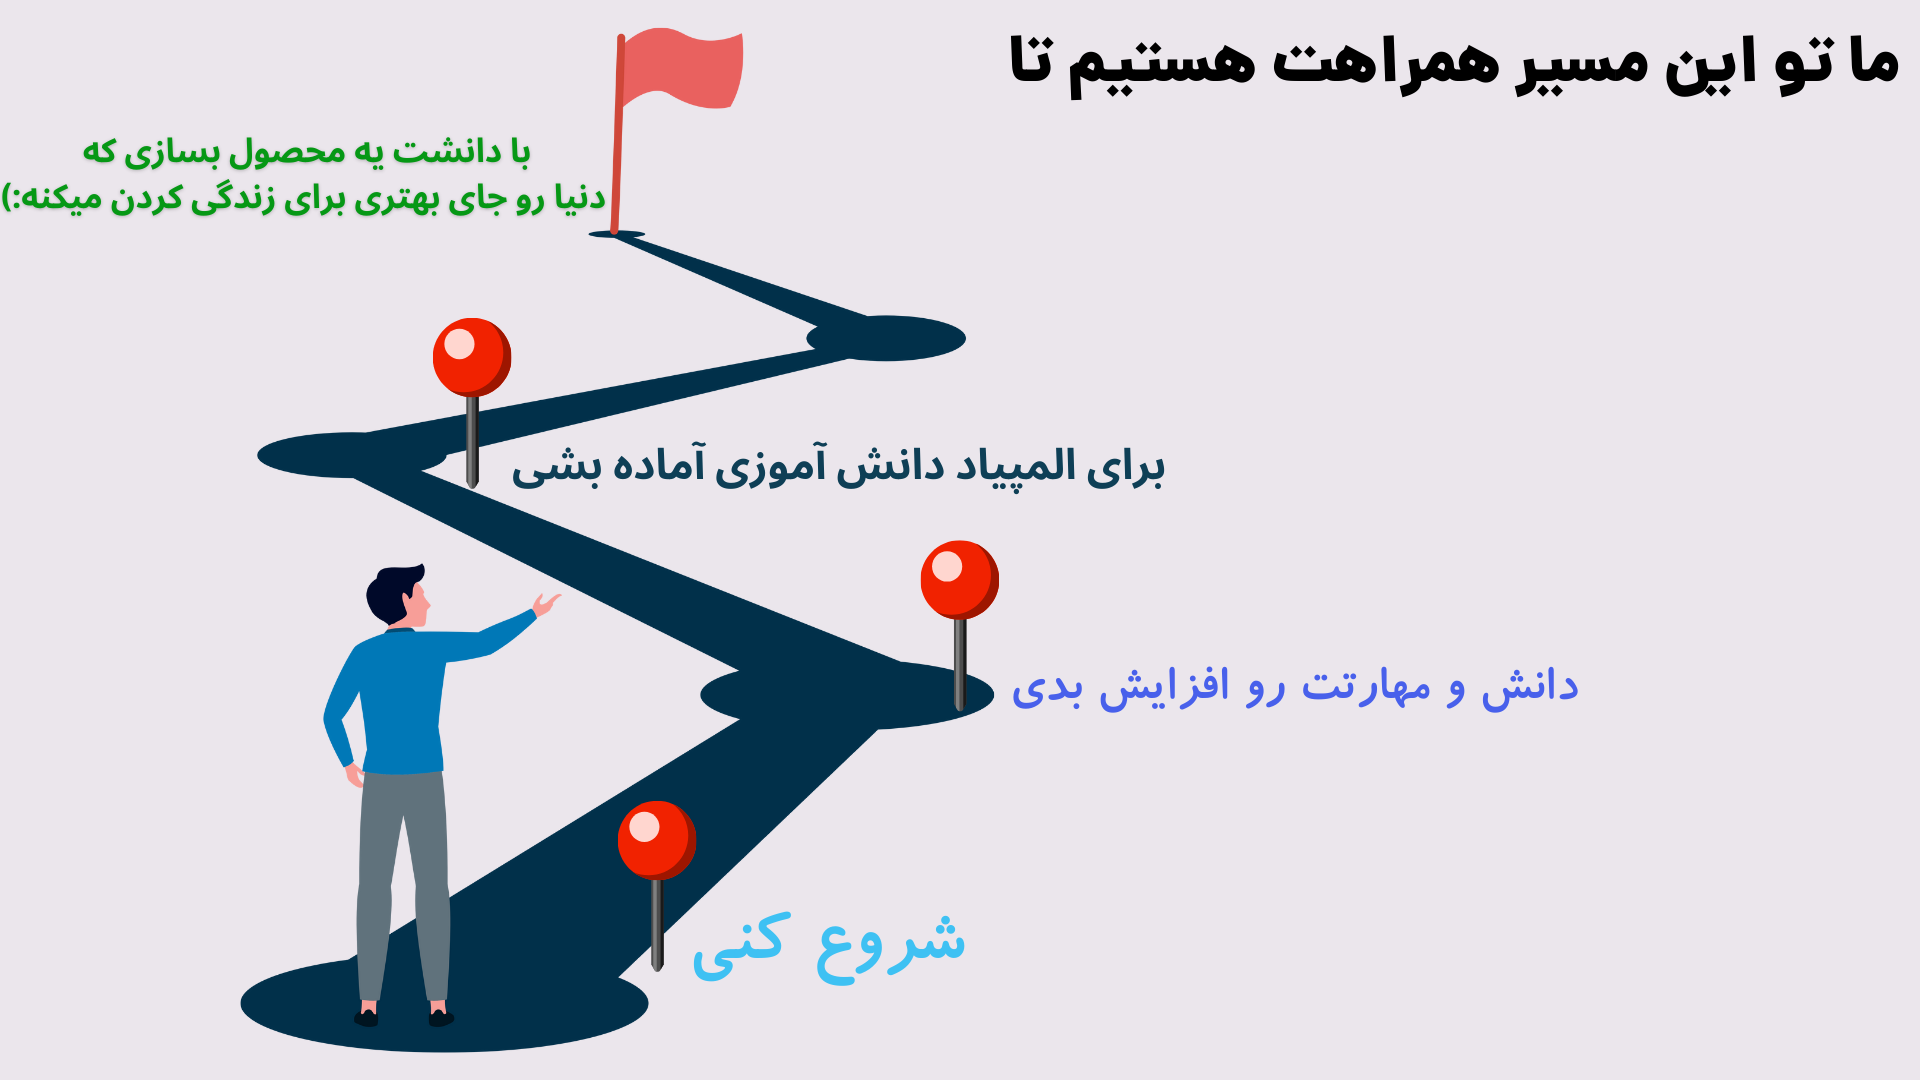 ما تو این مسیر همراهت هستیم تا
با دانشت یه محصول بسازی که
دنیا رو جای بهتری برای زندگی کردن میکنه:)
برای المپیاد دانش آموزی آماده بشی
دانش و مهارتت رو افزایش بدی
شروع کنی